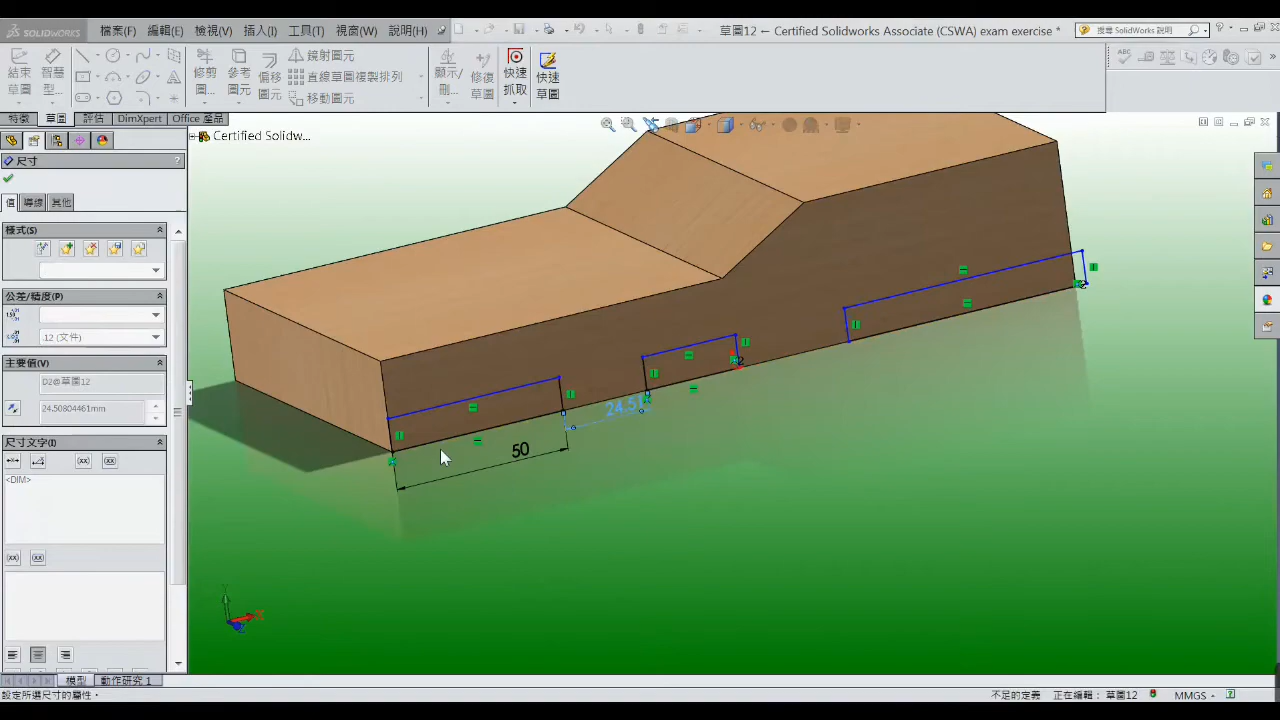 SOLIDWORKS 檔案(F) 編輯(E) 檢視(V) 插入(I) 工具(T) 視窗(W) 說明(H) 草圖12 ← Certified Solidworks Associate (CSWA) exam exercise * 搜尋 SolidWorks 說明
結束草圖 智慧型... 修剪圖... 參考圖元 偏移圖元 鏡射圖元 直線草圖複製排列 移動圖元 顯示/刪... 修復草圖 快速抓取 快速草圖
特徵 草圖 評估 DimXpert Office 產品
Certified Solidw...
尺寸 ?
值 導線 其他
樣式(S)
公差/精度(P)
.12 (文件)
主要值(V)
D2@草圖12
24.50804461mm
尺寸文字(I)
<DIM>
24.51
50
Y
X
Z
模型 動作研究 1
設定所選尺寸的屬性。 不足的定義 正在編輯： 草圖12 MMGS